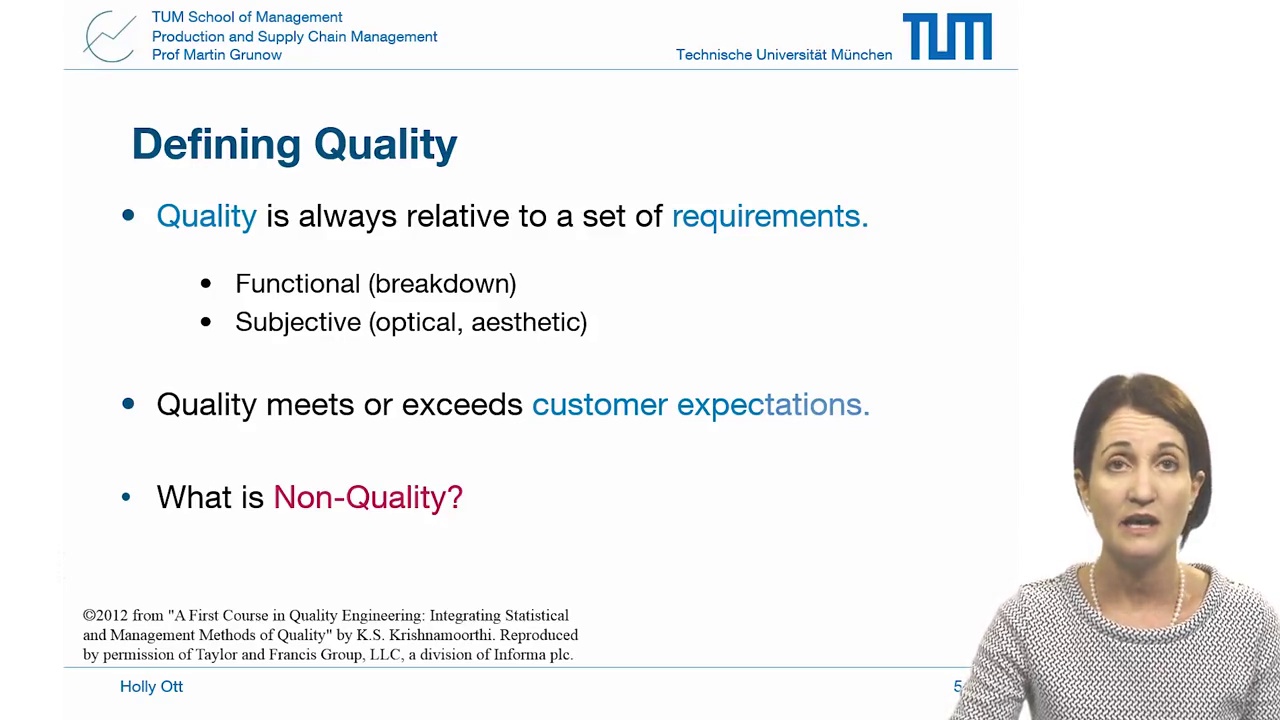 TUM School of Management
Production and Supply Chain Management
Prof Martin Grunow
Technische Universität München
TUM
Defining Quality
• Quality is always relative to a set of requirements.
• Functional (breakdown)
• Subjective (optical, aesthetic)
• Quality meets or exceeds customer expectations.
• What is Non-Quality?
©2012 from "A First Course in Quality Engineering: Integrating Statistical
and Management Methods of Quality" by K.S. Krishnamoorthi. Reproduced
by permission of Taylor and Francis Group, LLC, a division of Informa plc.
Holly Ott
5